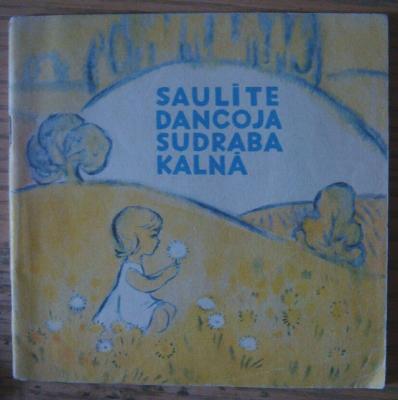 SAULĪTE
DANCOJA
SUDRABA
KALNĀ